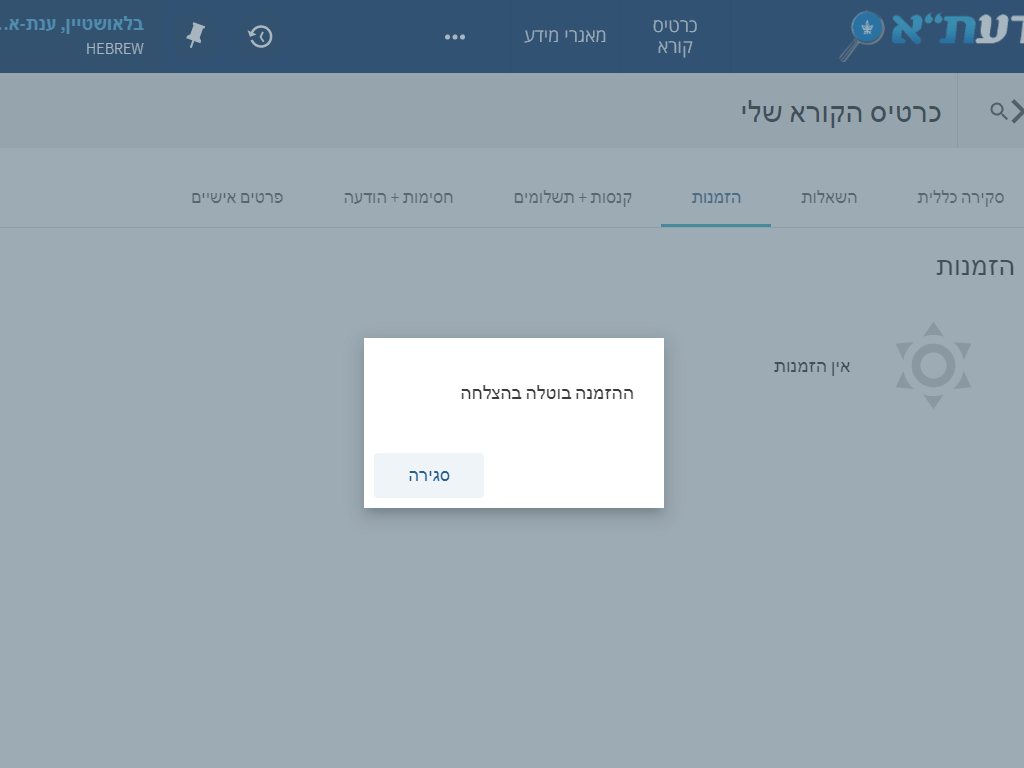 דעת"א
כרטיס
קורא
מאגרי מידע
•••
בלאושטיין, ענת-א...
HEBREW
כרטיס הקורא שלי
סקירה כללית
השאלות
הזמנות
קנסות + תשלומים
חסימות + הודעה
פרטים אישיים
הזמנות
אין הזמנות
ההזמנה בוטלה בהצלחה
סגירה